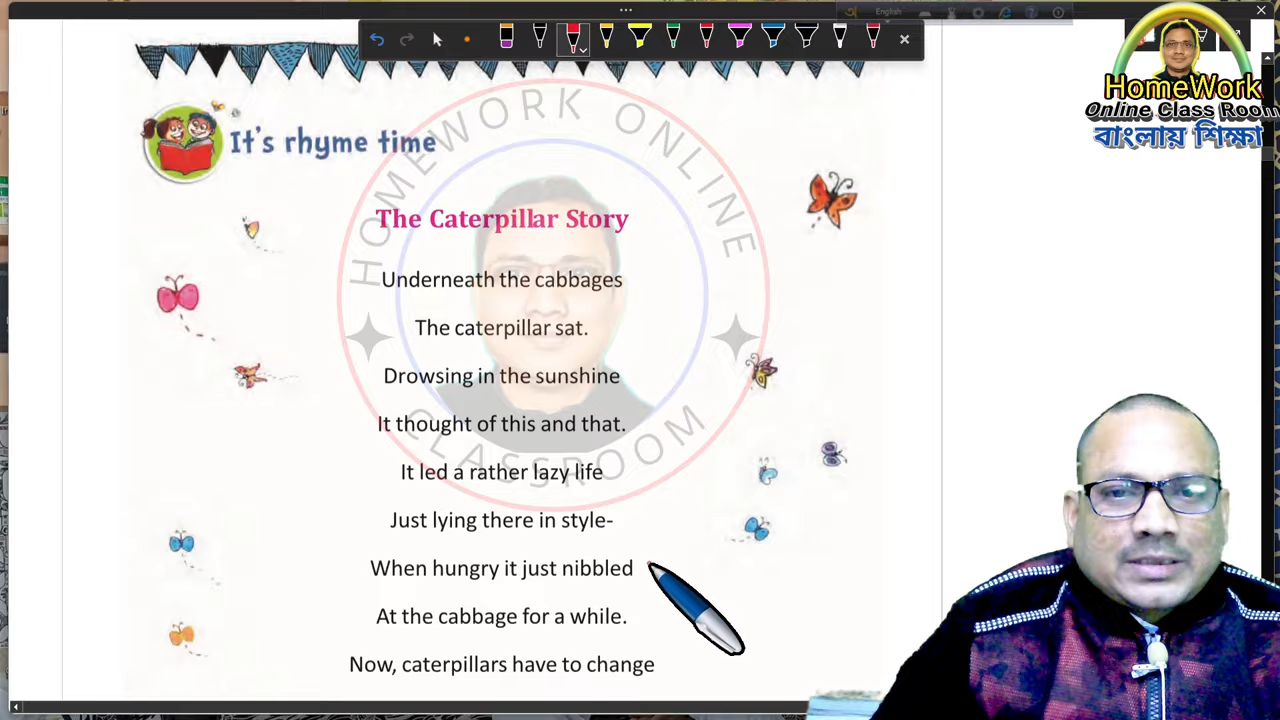 English
HomeWork
Online Class Room
বাংলায় শিক্ষা
It's rhyme time
HOMEWORK ONLINE
CLASSROOM
The Caterpillar Story
Underneath the cabbages
The caterpillar sat.
Drowsing in the sunshine
It thought of this and that.
It led a rather lazy life
Just lying there in style-
When hungry it just nibbled
At the cabbage for a while.
Now, caterpillars have to change